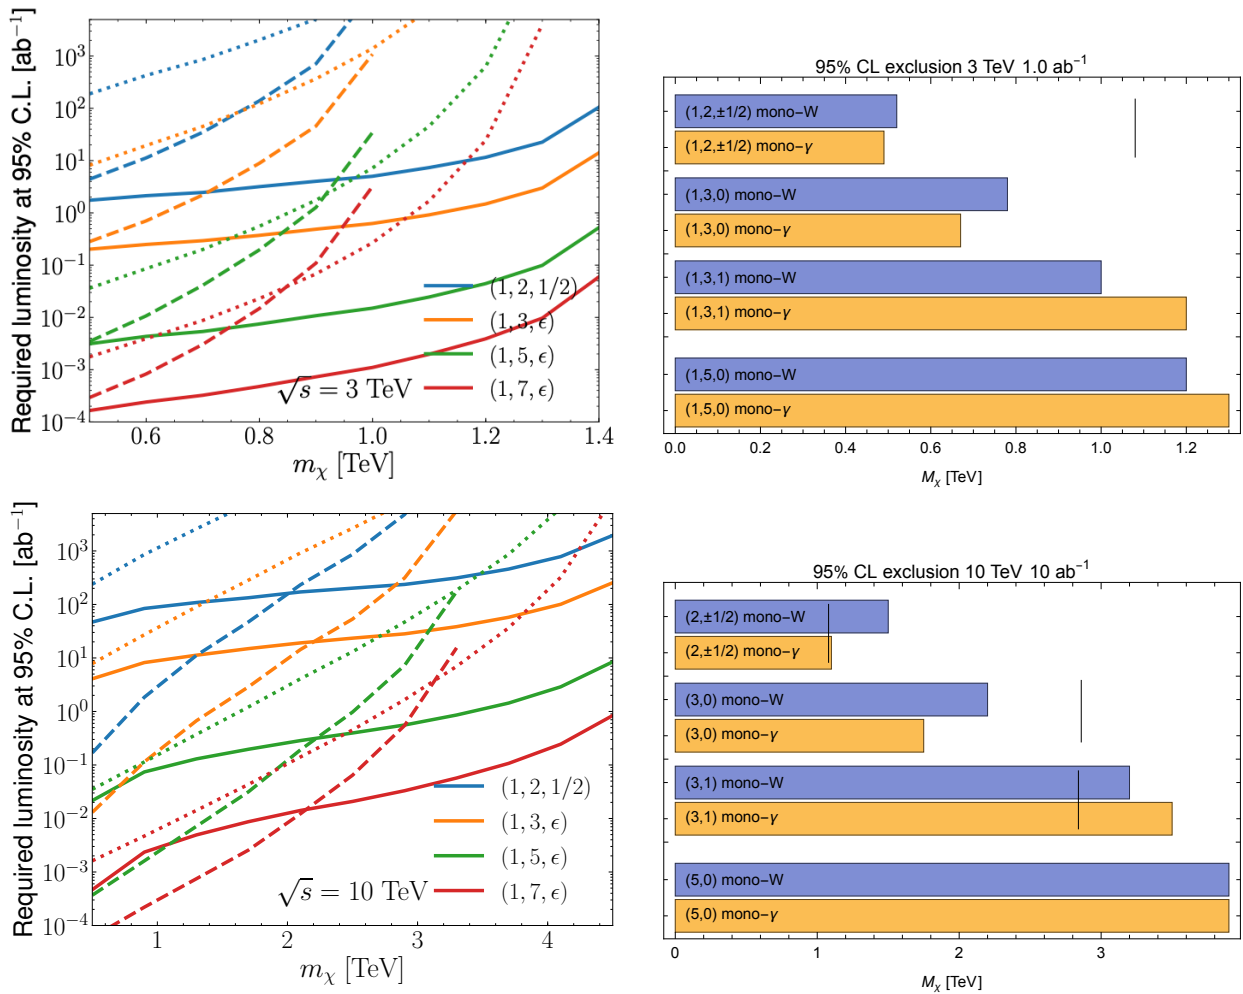 Required luminosity at 95% C.L. [ab⁻¹]
10³
10²
10¹
10⁰
10⁻¹
10⁻²
10⁻³
10⁻⁴
(1, 2, 1/2)
(1, 3, ϵ)
(1, 5, ϵ)
(1, 7, ϵ)
√s = 3 TeV
0.6
0.8
1.0
1.2
1.4
mχ [TeV]
95% CL exclusion 3 TeV 1.0 ab⁻¹
(1,2,±1/2) mono−W
(1,2,±1/2) mono−γ
(1,3,0) mono−W
(1,3,0) mono−γ
(1,3,1) mono−W
(1,3,1) mono−γ
(1,5,0) mono−W
(1,5,0) mono−γ
0.0
0.2
0.4
0.6
0.8
1.0
1.2
Mχ [TeV]
Required luminosity at 95% C.L. [ab⁻¹]
10³
10²
10¹
10⁰
10⁻¹
10⁻²
10⁻³
10⁻⁴
(1, 2, 1/2)
(1, 3, ϵ)
(1, 5, ϵ)
(1, 7, ϵ)
√s = 10 TeV
1
2
3
4
mχ [TeV]
95% CL exclusion 10 TeV 10 ab⁻¹
(2,±1/2) mono−W
(2,±1/2) mono−γ
(3,0) mono−W
(3,0) mono−γ
(3,1) mono−W
(3,1) mono−γ
(5,0) mono−W
(5,0) mono−γ
0
1
2
3
Mχ [TeV]